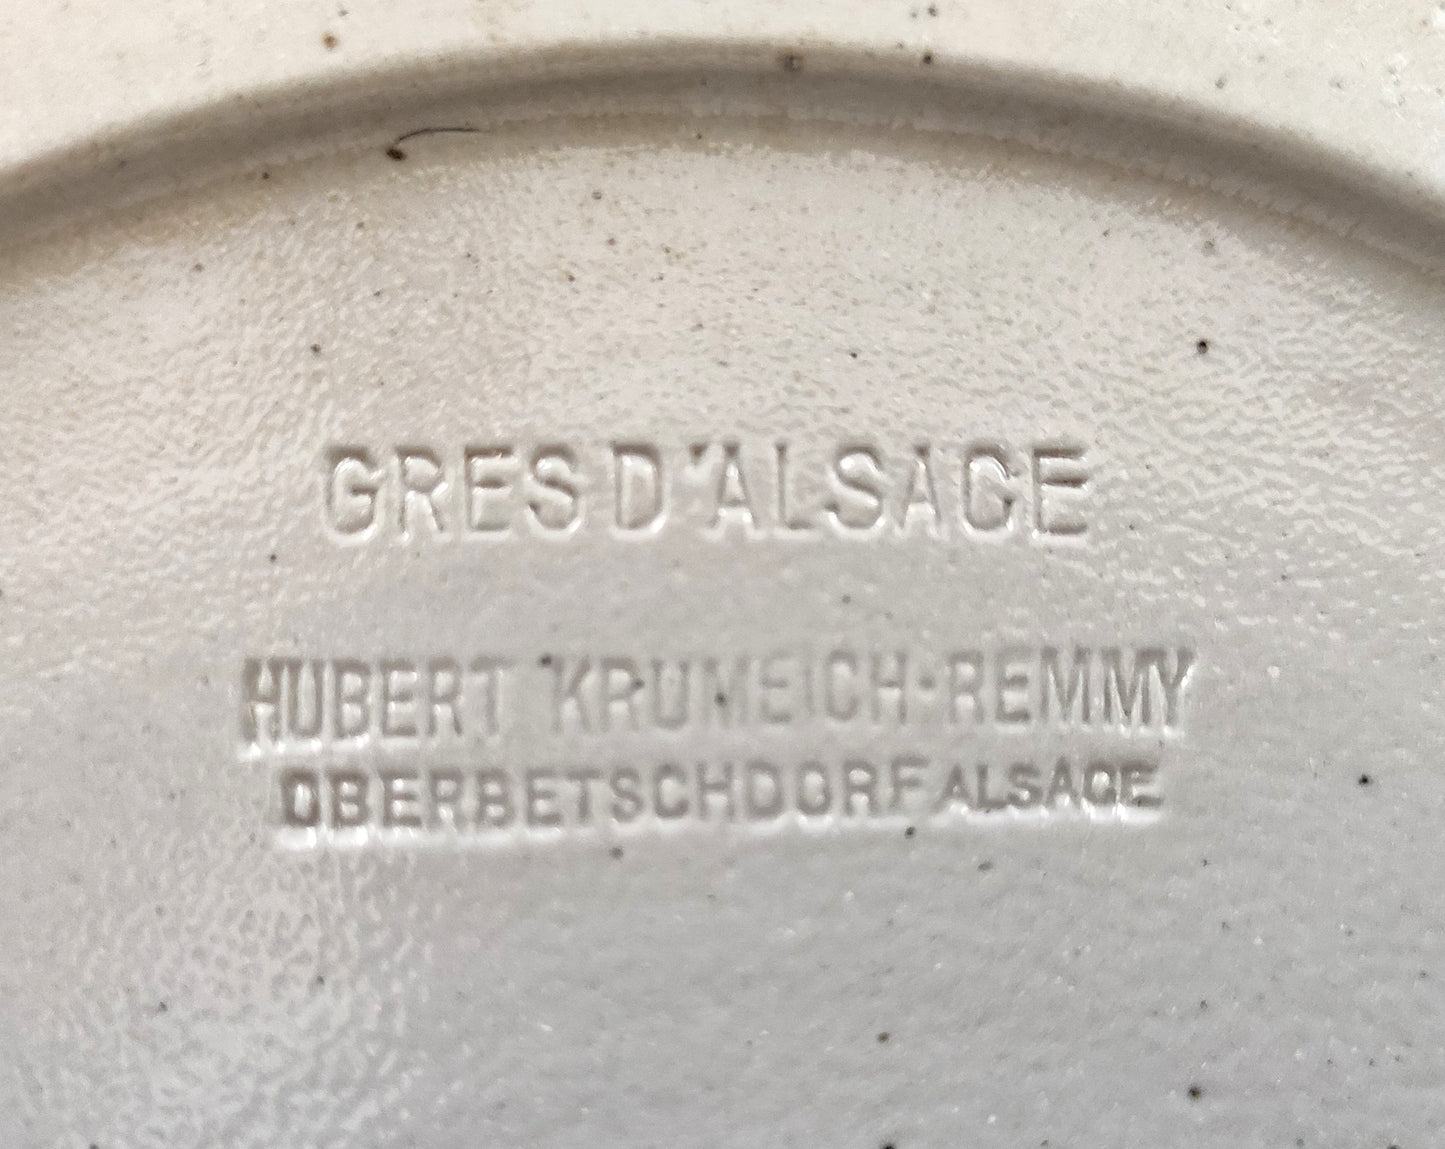 GRES D'ALSACE
HUBERT KRUMEICH·REMMY
OBERBETSCHDORF ALSACE